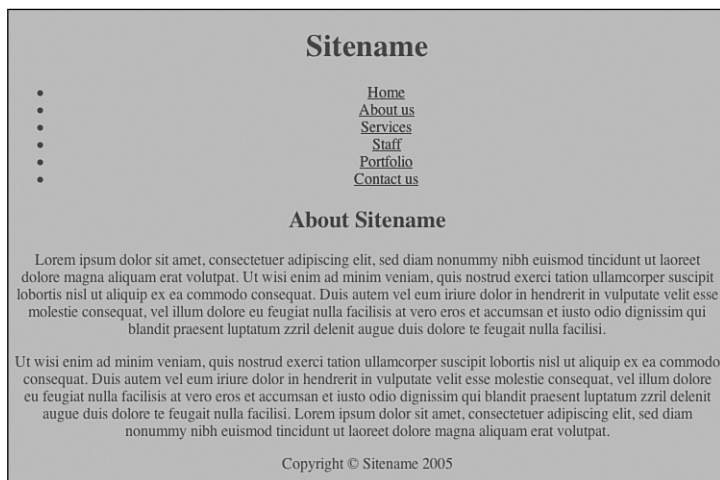 Sitename
Home
About us
Services
Staff
Portfolio
Contact us
About Sitename
Lorem ipsum dolor sit amet, consectetuer adipiscing elit, sed diam nonummy nibh euismod tincidunt ut laoreet
dolore magna aliquam erat volutpat. Ut wisi enim ad minim veniam, quis nostrud exerci tation ullamcorper suscipit
lobortis nisl ut aliquip ex ea commodo consequat. Duis autem vel eum iriure dolor in hendrerit in vulputate velit esse
molestie consequat, vel illum dolore eu feugiat nulla facilisis at vero eros et accumsan et iusto odio dignissim qui
blandit praesent luptatum zzril delenit augue duis dolore te feugait nulla facilisi.
Ut wisi enim ad minim veniam, quis nostrud exerci tation ullamcorper suscipit lobortis nisl ut aliquip ex ea commodo
consequat. Duis autem vel eum iriure dolor in hendrerit in vulputate velit esse molestie consequat, vel illum dolore
eu feugiat nulla facilisis at vero eros et accumsan et iusto odio dignissim qui blandit praesent luptatum zzril delenit
augue duis dolore te feugait nulla facilisi. Lorem ipsum dolor sit amet, consectetuer adipiscing elit, sed diam
nonummy nibh euismod tincidunt ut laoreet dolore magna aliquam erat volutpat.
Copyright © Sitename 2005